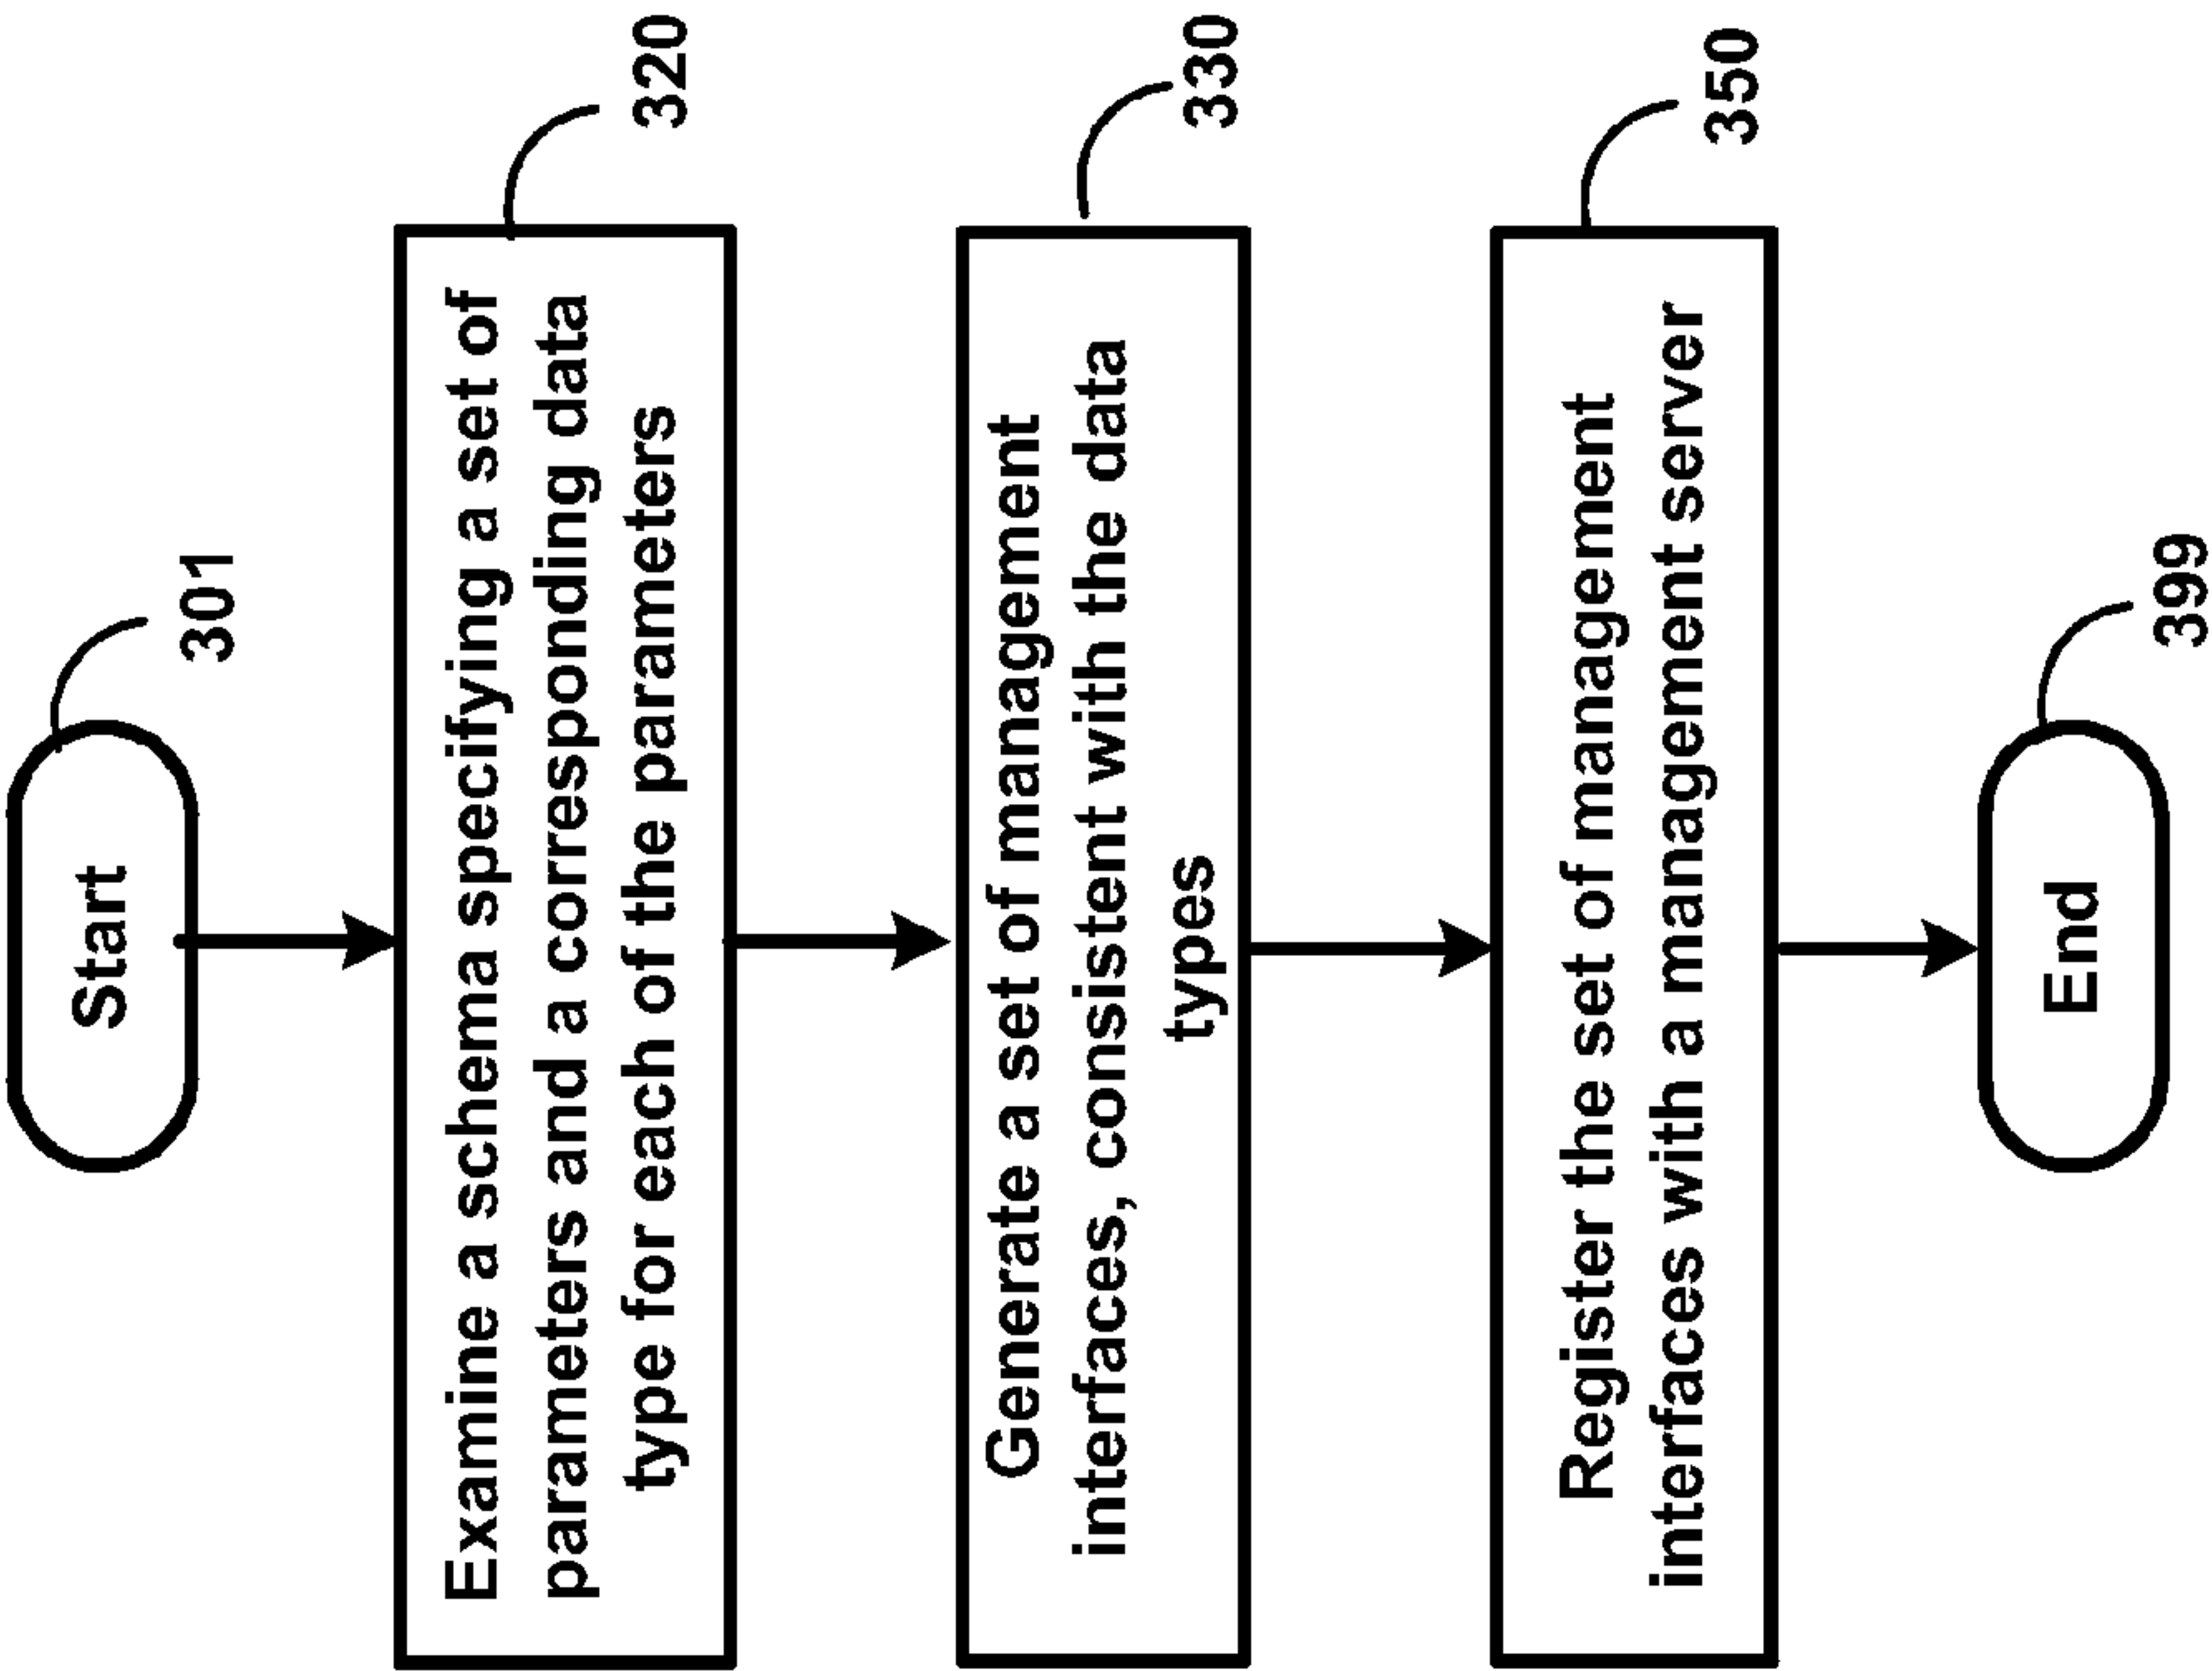 Start
301
Examine a schema specifying a set of
parameters and a corresponding data
type for each of the parameters
320
Generate a set of management
interfaces, consistent with the data
types
330
Register the set of management
interfaces with a management server
350
End
399